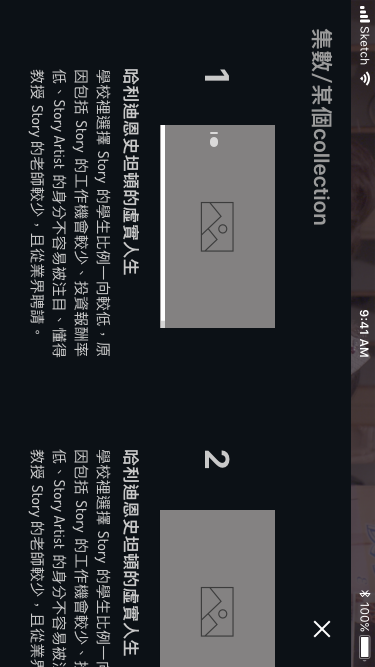 Sketch
9:41 AM
100%
集數/某個collection
1
哈利迪恩史坦頓的虛實人生
學校裡選擇 Story 的學生比例一向較低，原
因包括 Story 的工作機會較少、投資報酬率
低、Story Artist 的身分不容易被注目、懂得
教授 Story 的老師較少，且從業界聘請。
2
哈利迪恩史坦頓的虛實人生
學校裡選擇 Story 的學生比例一向
因包括 Story 的工作機會較少、投
低、Story Artist 的身分不容易被注
教授 Story 的老師較少，且從業界